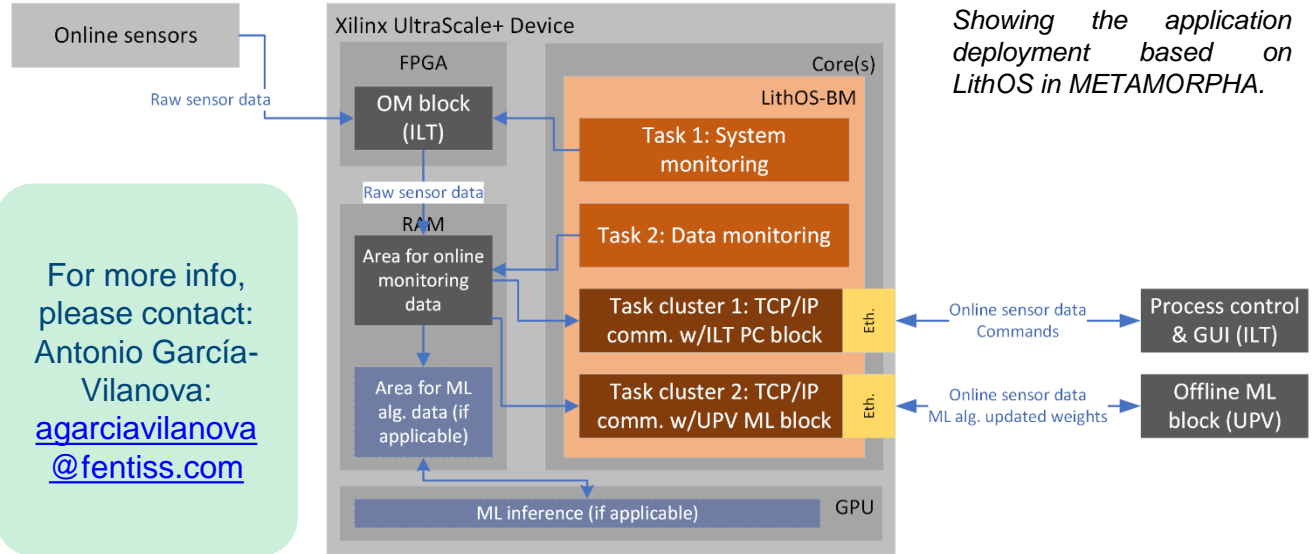 Online sensors
Raw sensor data
Xilinx UltraScale+ Device
FPGA
OM block
(ILT)
Raw sensor data
RAM
Area for online
monitoring
data
Area for ML
alg. data (if
applicable)
Core(s)
LithOS-BM
Task 1: System
monitoring
Task 2: Data monitoring
Task cluster 1: TCP/IP
comm. w/ILT PC block
Eth.
Task cluster 2: TCP/IP
comm. w/UPV ML block
Eth.
ML inference (if applicable)
GPU
Online sensor data
Commands
Process control
& GUI (ILT)
Online sensor data
ML alg. updated weights
Offline ML
block (UPV)
Showing the application
deployment based on
LithOS in METAMORPHA.
For more info,
please contact:
Antonio García-
Vilanova:
agarciavilanova
@fentiss.com